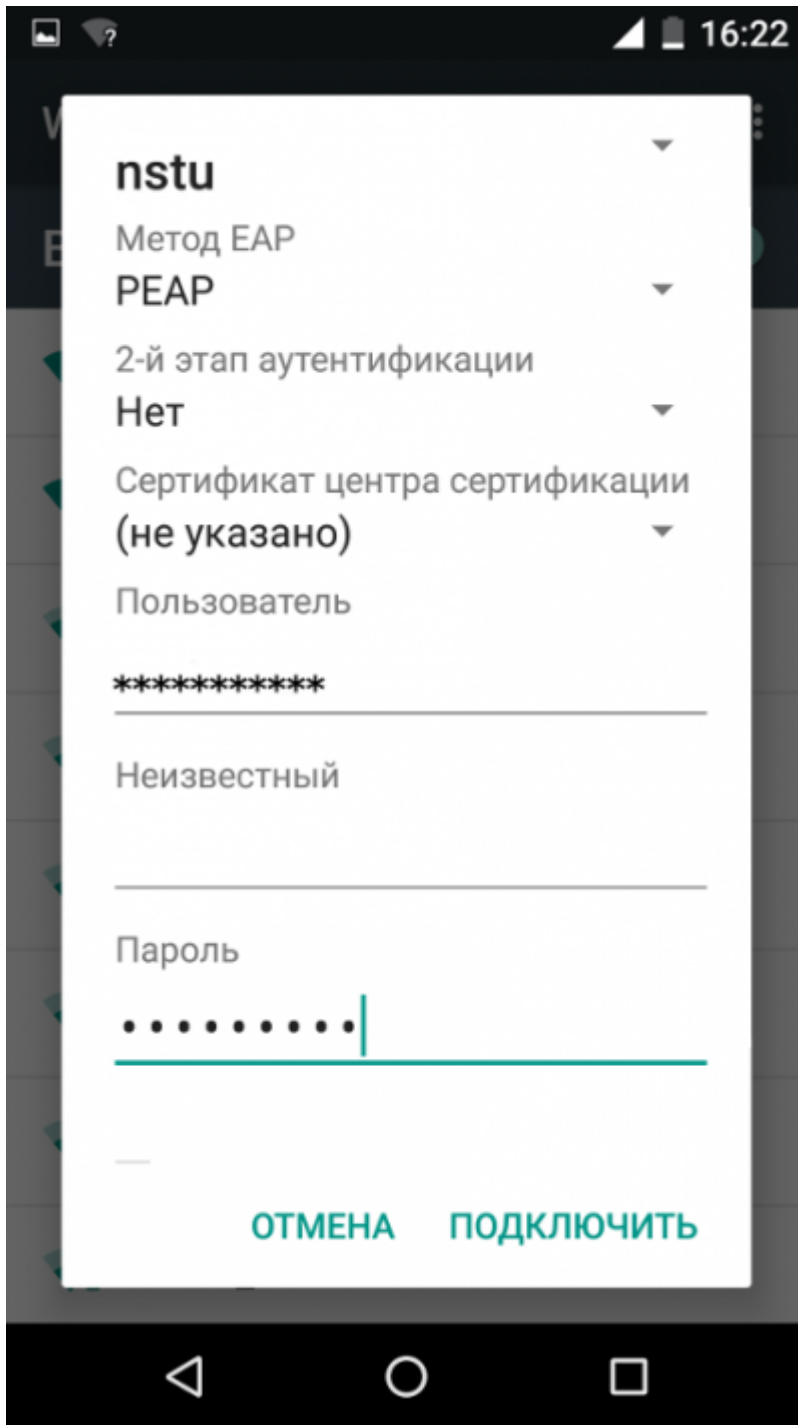 16:22
nstu
Метод EAP
PEAP
2-й этап аутентификации
Нет
Сертификат центра сертификации
(не указано)
Пользователь
***********
Неизвестный
Пароль
•••••••••
ОТМЕНА ПОДКЛЮЧИТЬ